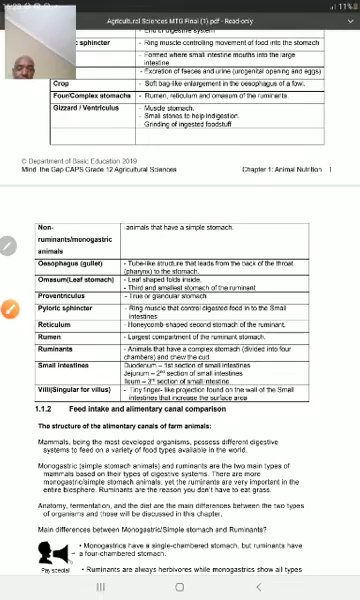 11%
Agricultural Sciences MTG Final (1).pdf - Read-only
- End of digestive system
sphincter - Ring muscle controlling movement of food into the stomach
- Formed where small intestine mouths into the large
intestine
- Excretion of faeces and urine (urogenital opening and eggs)
Crop - Soft bag-like enlargement in the oesophagus of a fowl.
Four/Complex stomachs - Rumen, reticulum and omasum of the ruminants.
Gizzard / Ventriculus - Muscle stomach.
- Small stones to help indigestion.
Grinding of ingested foodstuff
© Department of Basic Education 2019
Mind the Gap CAPS Grade 12 Agricultural Sciences Chapter 1: Animal Nutrition 1
Non- -animals that have a simple stomach.
ruminants/monogastric
animals
Oesophagus (gullet) - Tube-like structure that leads from the back of the throat
(pharynx) to the stomach.
Omasum(Leaf stomach) - Leaf shaped folds inside.
- Third and smallest stomach of the ruminant
Proventriculus - True or glandular stomach
Pyloric sphincter - Ring muscle that control digested food in to the Small
intestines
Reticulum - Honeycomb-shaped second stomach of the ruminant.
Rumen - Largest compartment of the ruminant stomach.
Ruminants - Animals that have a complex stomach (divided into four
chambers) and chew the cud
Small intestines Duodenum – 1st section of small intestines
Jejunum – 2nd section of small intestines
Ileum – 3rd section of small intestine
Villi(Singular for villus) - Tiny finger- like projection found on the wall of the Small
intestines that increase the surface area
1.1.2 Feed intake and alimentary canal comparison
The structure of the alimentary canals of farm animals:
Mammals, being the most developed organisms, possess different digestive
systems to feed on a variety of food types available in the world.
Monogastric (simple stomach animals) and ruminants are the two main types of
mammals based on their types of digestive systems. There are more
monogastric/simple stomach animals, yet the ruminants are very important in the
entire biosphere. Ruminants are the reason you don't have to eat grass.
Anatomy, fermentation, and the diet are the main differences between the two types
of organisms and those will be discussed in this chapter.
Main differences between Monogastric/Simple stomach and Ruminants?
• Monogastrics have a single-chambered stomach, but ruminants have
a four-chambered stomach.
Pay special • Ruminants are always herbivores while monogastrics show all types